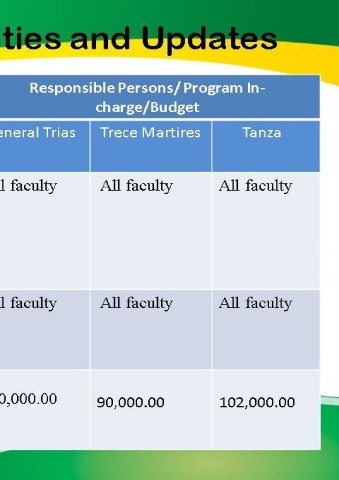 ties and Updates
Responsible Persons/ Program In-
charge/Budget
eneral Trias Trece Martires Tanza
l faculty All faculty All faculty
l faculty All faculty All faculty
0,000.00 90,000.00 102,000.00